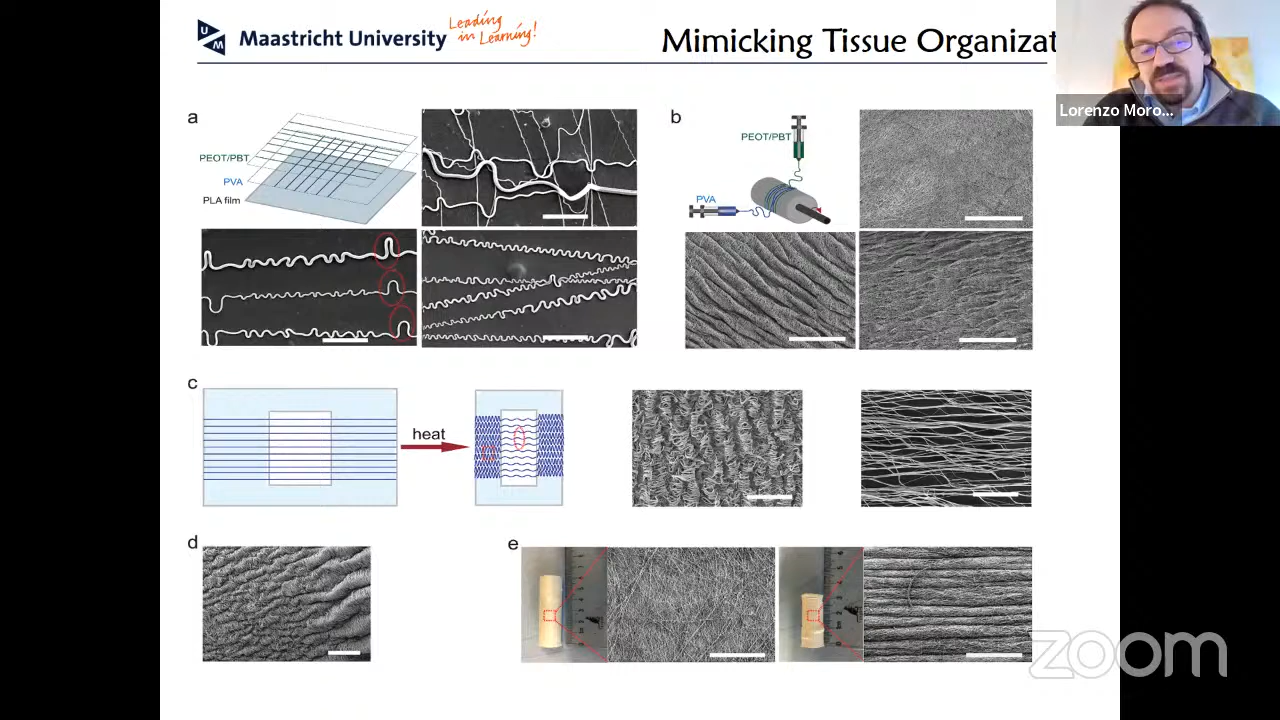 U
M
Maastricht University
Leading
in Learning!
Mimicking Tissue Organizat
Lorenzo Moro...
a
PEOT/PBT
PVA
PLA film
b
PEOT/PBT
PVA
c
heat
d
e
zoom